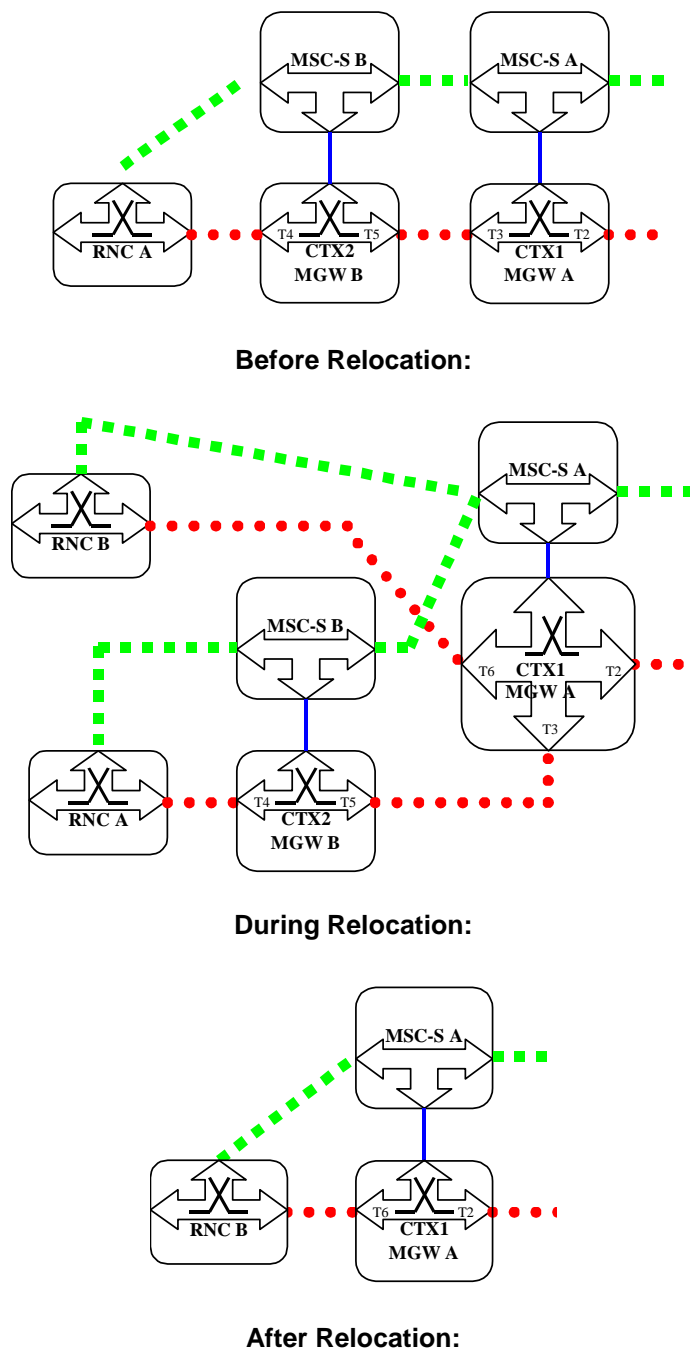 MSC-S B
MSC-S A
RNC A
T4
CTX2
T5
MGW B
T3
CTX1
T2
MGW A
Before Relocation:
MSC-S A
RNC B
MSC-S B
T6
CTX1
T2
MGW A
T3
RNC A
T4
CTX2
T5
MGW B
During Relocation:
MSC-S A
RNC B
T6
CTX1
T2
MGW A
After Relocation: